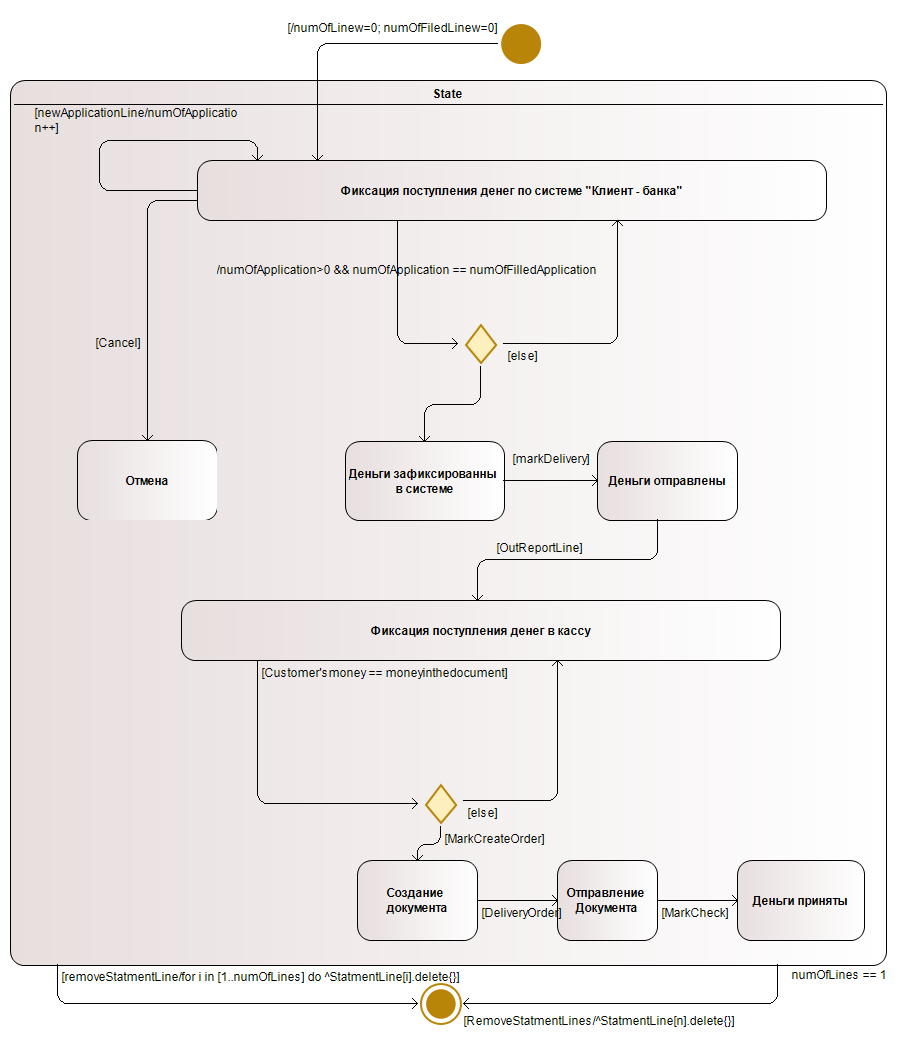 [/numOfLinew=0; numOfFiledLinew=0]
State
[newApplicationLine/numOfApplicatio
n++]
Фиксация поступления денег по системе "Клиент - банка"
/numOfApplication>0 && numOfApplication == numOfFilledApplication
[Cancel]
[else]
Отмена
Деньги зафиксированны
в системе
[markDelivery]
Деньги отправлены
[OutReportLine]
Фиксация поступления денег в кассу
[Customer's money == moneyinthedocument]
[else]
[MarkCreateOrder]
Создание
документа
[DeliveryOrder]
Отправление
Документа
[MarkCheck]
Деньги приняты
[removeStatmentLine/for i in [1..numOfLines] do ^StatmentLine[i].delete{}]
numOfLines == 1
[RemoveStatmentLines/^StatmentLine[n].delete{}]